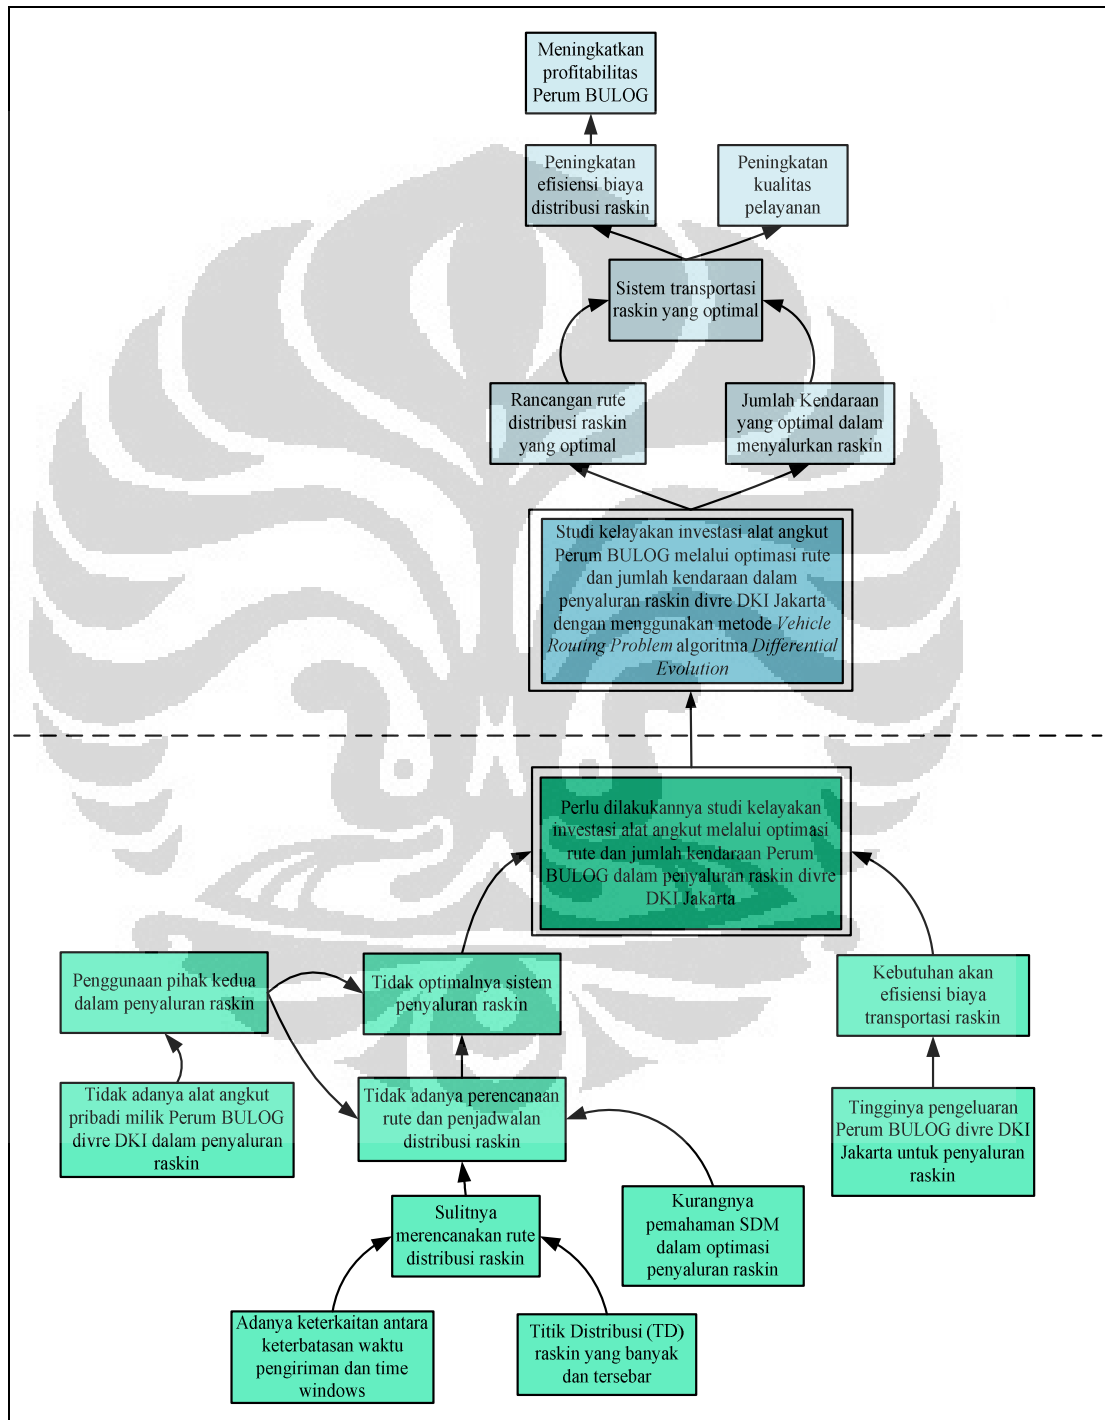 Meningkatkan
profitabilitas
Perum BULOG
Peningkatan
efisiensi biaya
distribusi raskin
Peningkatan
kualitas
pelayanan
Sistem transportasi
raskin yang optimal
Rancangan rute
distribusi raskin
yang optimal
Jumlah Kendaraan
yang optimal dalam
menyalurkan raskin
Studi kelayakan investasi alat angkut
Perum BULOG melalui optimasi rute
dan jumlah kendaraan dalam
penyaluran raskin divre DKI Jakarta
dengan menggunakan metode Vehicle
Routing Problem algoritma Differential
Evolution
Perlu dilakukannya studi kelayakan
investasi alat angkut melalui optimasi
rute dan jumlah kendaraan Perum
BULOG dalam penyaluran raskin divre
DKI Jakarta
Penggunaan pihak kedua
dalam penyaluran raskin
Tidak optimalnya sistem
penyaluran raskin
Kebutuhan akan
efisiensi biaya
transportasi raskin
Tidak adanya alat angkut
pribadi milik Perum BULOG
divre DKI dalam penyaluran
raskin
Tidak adanya perencanaan
rute dan penjadwalan
distribusi raskin
Tingginya pengeluaran
Perum BULOG divre DKI
Jakarta untuk penyaluran
raskin
Sulitnya
merencanakan rute
distribusi raskin
Kurangnya
pemahaman SDM
dalam optimasi
penyaluran raskin
Adanya keterkaitan antara
keterbatasan waktu
pengiriman dan time
windows
Titik Distribusi (TD)
raskin yang banyak
dan tersebar